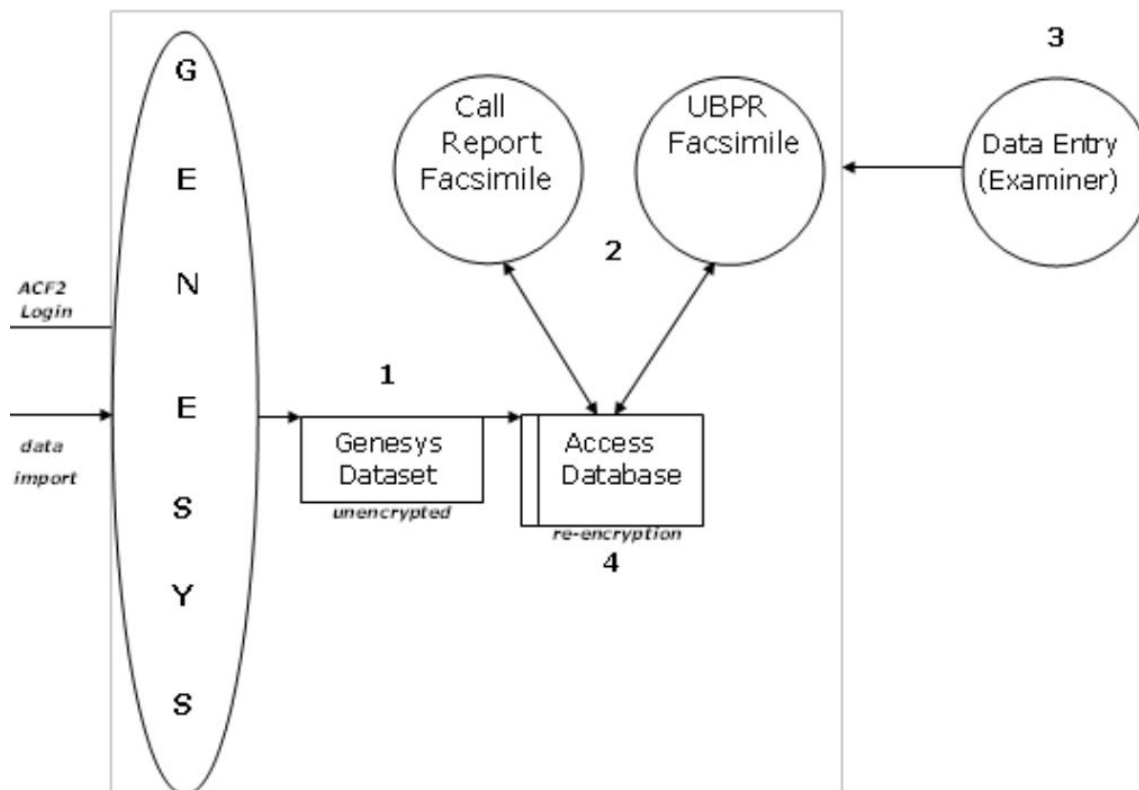 G
E
N
E
S
Y
S
ACF2
Login
data
import
1
Genesys
Dataset
unencrypted
Call
Report
Facsimile
UBPR
Facsimile
2
Access
Database
re-encryption
4
3
Data Entry
(Examiner)